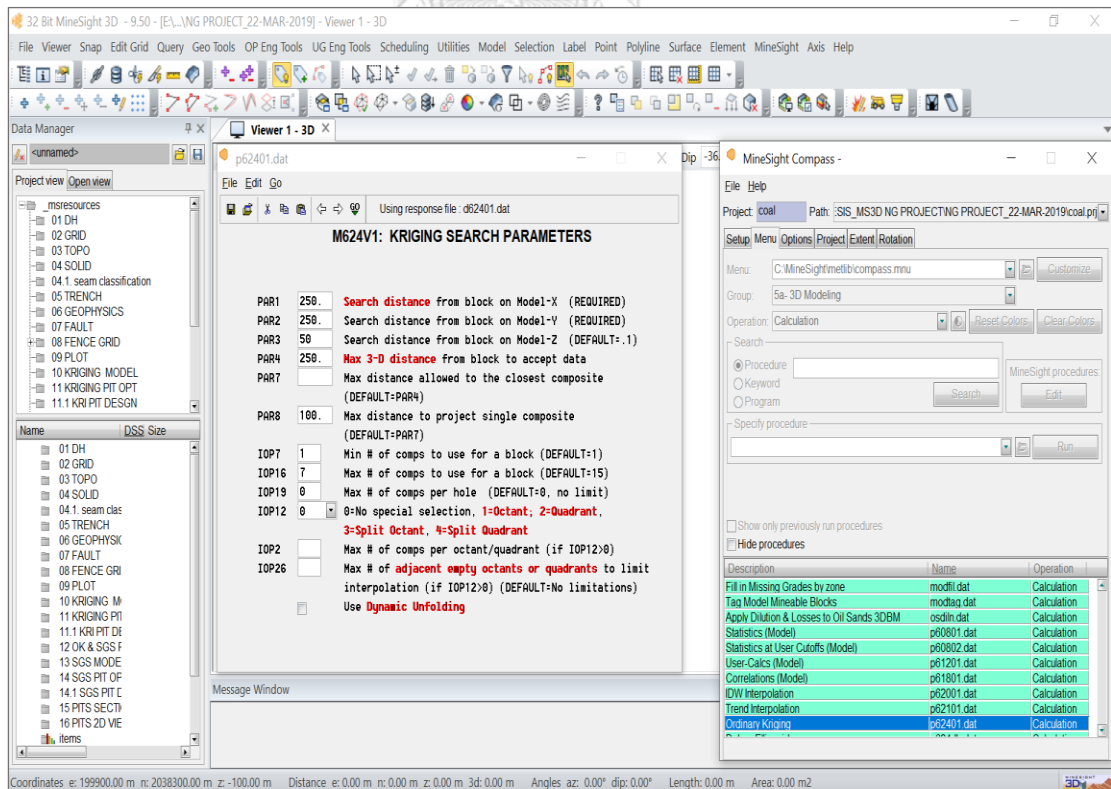 32 Bit MineSight 3D - 9.50 - [E:\...\NG PROJECT_22-MAR-2019] - Viewer 1 - 3D
File Viewer Snap Edit Grid Query Geo Tools OP Eng Tools UG Eng Tools Scheduling Utilities Model Selection Label Point Polyline Surface Element MineSight Axis Help
Data Manager
<unnamed>
Project view Open view
_msresources
01 DH
02 GRID
03 TOPO
04 SOLID
04.1. seam classification
05 TRENCH
06 GEOPHYSICS
07 FAULT
08 FENCE GRID
09 PLOT
10 KRIGING MODEL
11 KRIGING PIT OPT
11.1 KRI PIT DESGN
Name DSS Size
01 DH
02 GRID
03 TOPO
04 SOLID
04.1. seam clas
05 TRENCH
06 GEOPHYSIC
07 FAULT
08 FENCE GRI
09 PLOT
10 KRIGING M
11 KRIGING PIT
11.1 KRI PIT DE
12 OK & SGS F
13 SGS MODE
14 SGS PIT OF
14.1 SGS PIT D
15 PITS SECTI
16 PITS 2D VIE
items
Viewer 1 - 3D
Dip -36.
p62401.dat
File Edit Go
Using response file : d62401.dat
M624V1: KRIGING SEARCH PARAMETERS
PAR1 250. Search distance from block on Model-X (REQUIRED)
PAR2 250. Search distance from block on Model-Y (REQUIRED)
PAR3 50 Search distance from block on Model-Z (DEFAULT=.1)
PAR4 250. Max 3-D distance from block to accept data
PAR7 Max distance allowed to the closest composite
(DEFAULT=PAR4)
PAR8 100. Max distance to project single composite
(DEFAULT=PAR7)
IOP7 1 Min # of comps to use for a block (DEFAULT=1)
IOP16 7 Max # of comps to use for a block (DEFAULT=15)
IOP19 0 Max # of comps per hole (DEFAULT=0, no limit)
IOP12 0 0=No special selection, 1=Octant; 2=Quadrant,
3=Split Octant, 4=Split Quadrant
IOP2 Max # of comps per octant/quadrant (if IOP12>0)
IOP26 Max # of adjacent empty octants or quadrants to limit
interpolation (if IOP12>0) (DEFAULT=No limitations)
Use Dynamic Unfolding
Message Window
MineSight Compass -
File Help
Project: coal Path: :SIS_MS3D NG PROJECT\NG PROJECT_22-MAR-2019\coal.prj
Setup Menu Options Project Extent Rotation
Menu: C:\MineSight\metlib\compass.mnu Customize
Group: 5a- 3D Modeling
Operation: Calculation Reset Colors Clear Colors
Search
Procedure
Keyword
Program
Search
MineSight procedures:
Edit
Specify procedure
Run
Show only previously run procedures
Hide procedures
Description Name Operation
Fill in Missing Grades by zone modfil.dat Calculation
Tag Model Mineable Blocks modtag.dat Calculation
Apply Dilution & Losses to Oil Sands 3DBM osdiln.dat Calculation
Statistics (Model) p60801.dat Calculation
Statistics at User Cutoffs (Model) p60802.dat Calculation
User-Calcs (Model) p61201.dat Calculation
Correlations (Model) p61801.dat Calculation
IDW Interpolation p62001.dat Calculation
Trend Interpolation p62101.dat Calculation
Ordinary Kriging p62401.dat Calculation
Coordinates e: 199900.00 m n: 2038300.00 m z: -100.00 m Distance e: 0.00 m n: 0.00 m z: 0.00 m 3d: 0.00 m Angles az: 0.00° dip: 0.00° Length: 0.00 m Area: 0.00 m2